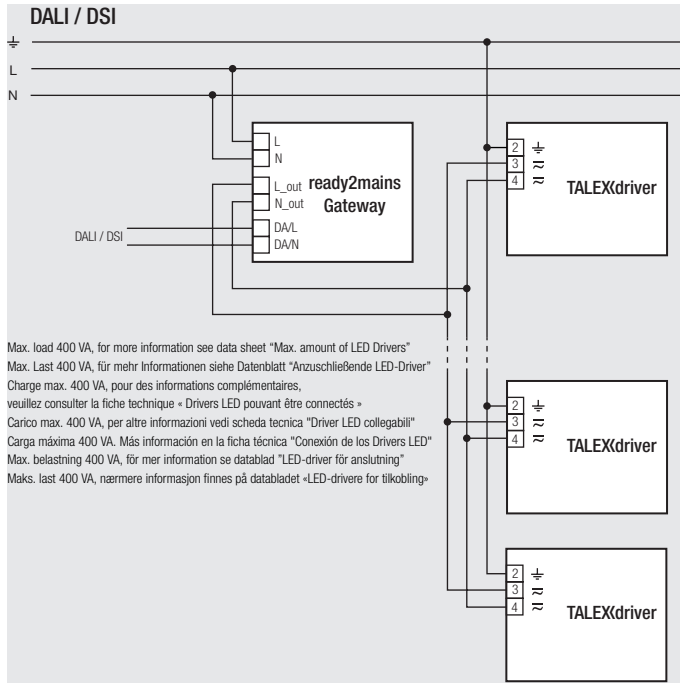 DALI / DSI
L
N
L
N
L_out
N_out
DA/L
DA/N
ready2mains
Gateway
DALI / DSI
2
3
4
TALEXXdriver
Max. load 400 VA, for more information see data sheet “Max. amount of LED Drivers”
Max. Last 400 VA, für mehr Informationen siehe Datenblatt “Anzuschließende LED-Driver”
Charge max. 400 VA, pour des informations complémentaires,
veuillez consulter la fiche technique « Drivers LED pouvant être connectés »
Carico max. 400 VA, per altre informazioni vedi scheda tecnica "Driver LED collegabili"
Carga máxima 400 VA. Más información en la ficha técnica "Conexión de los Drivers LED"
Max. belastning 400 VA, för mer information se datablad ”LED-driver för anslutning”
Maks. last 400 VA, nærmere informasjon finnes på databladet «LED-drivere for tilkobling»
2
3
4
TALEXXdriver
2
3
4
TALEXXdriver